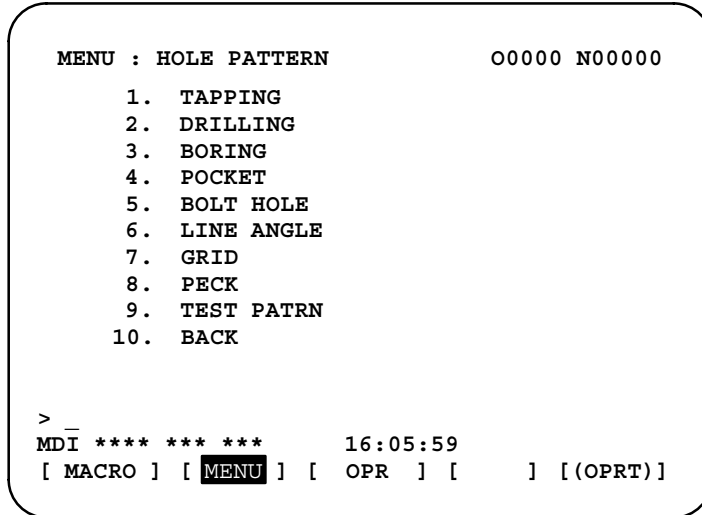 MENU : HOLE PATTERN O0000 N00000
1. TAPPING
2. DRILLING
3. BORING
4. POCKET
5. BOLT HOLE
6. LINE ANGLE
7. GRID
8. PECK
9. TEST PATRN
10. BACK
> _
MDI **** *** *** 16:05:59
[ MACRO ] [ MENU ] [ OPR ] [ ] [(OPRT)]